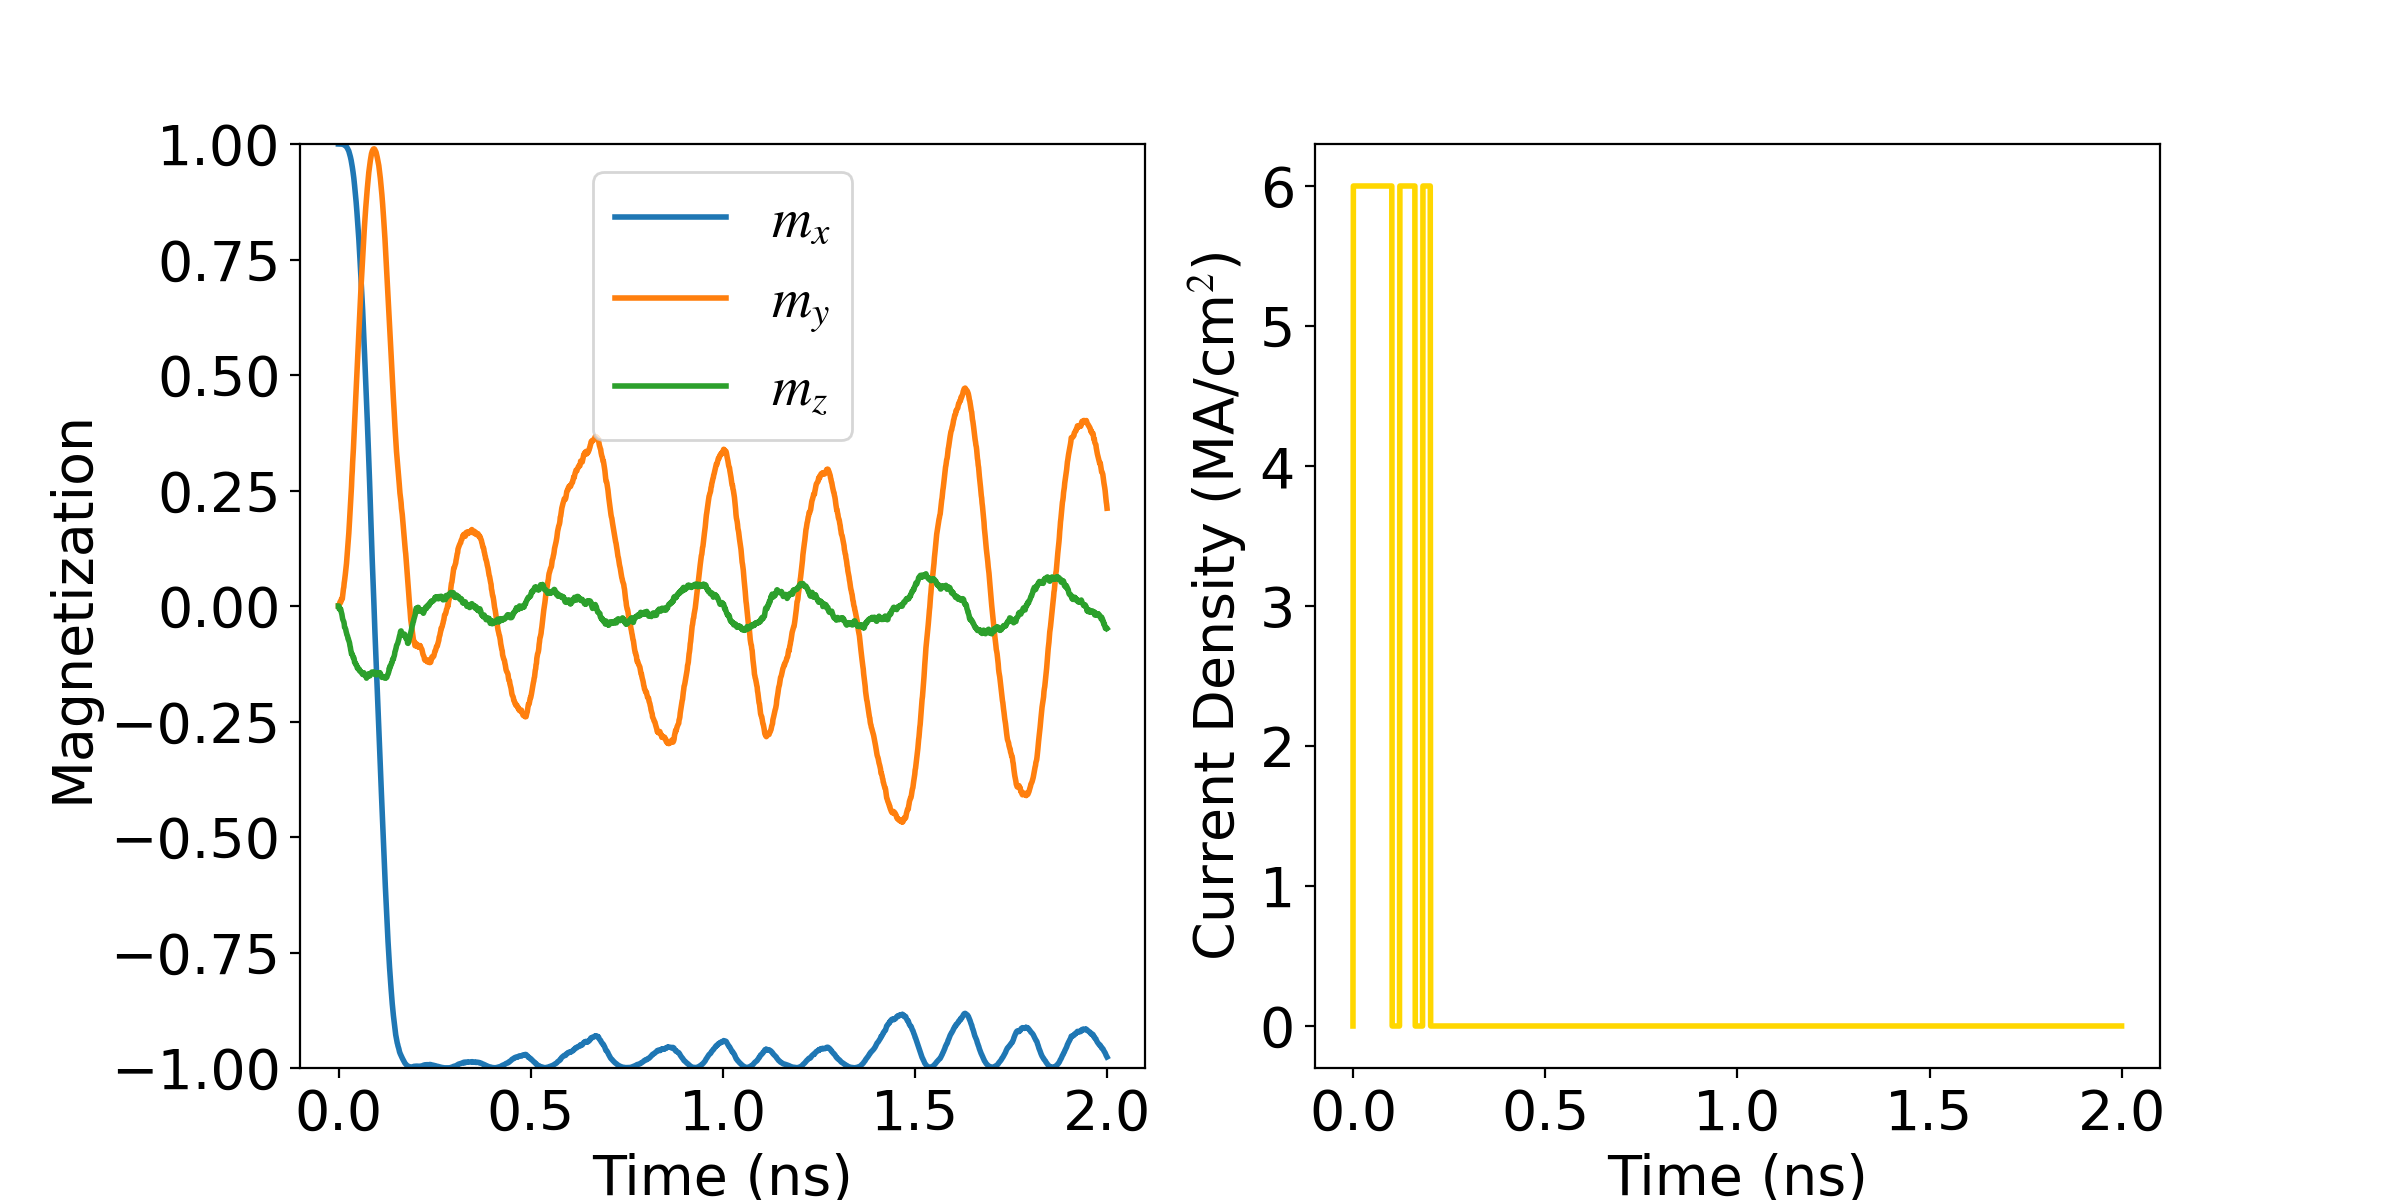 1.00
0.75
0.50
0.25
0.00
−0.25
−0.50
−0.75
−1.00
Magnetization
0.0 0.5 1.0 1.5 2.0
Time (ns)
m_x
m_y
m_z
6
5
4
3
2
1
0
Current Density (MA/cm²)
0.0 0.5 1.0 1.5 2.0
Time (ns)